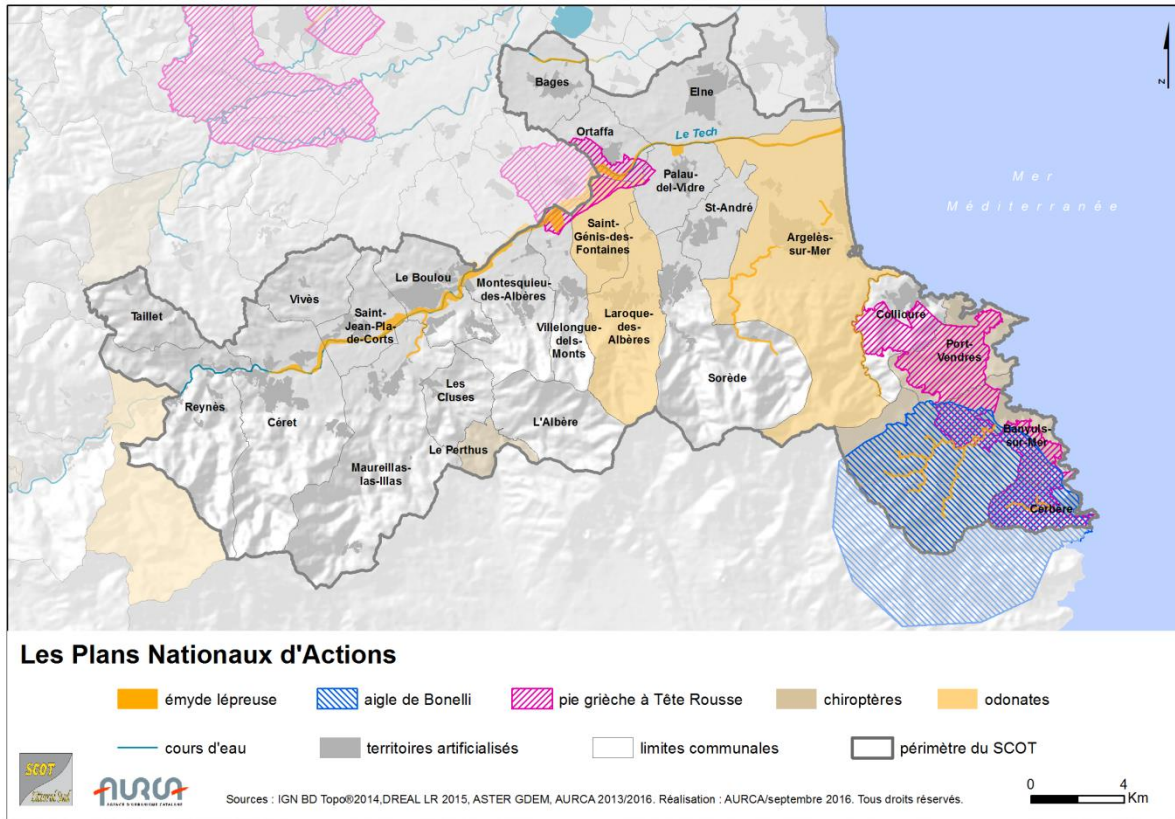 Bages
Elne
Ortaffa
Le Tech
Palau-
del-Vidre
St-André
Mer
Méditerranée
Saint-
Génis-des-
Fontaines
Argelès-
sur-Mer
Le Boulou
Montesquieu-
des-Albères
Vivès
Taillet
Saint-
Jean-Pla-
de-Corts
Villelongue-
dels-
Monts
Laroque-
des-
Albères
Collioure
Port-
Vendres
Sorède
Les
Cluses
Reynès
Céret
L'Albère
Le Perthus
Banyuls-
sur-Mer
Maureillas-
las-Illas
Cerbère
z
Les Plans Nationaux d'Actions
émyde lépreuse
aigle de Bonelli
pie grièche à Tête Rousse
chiroptères
odonates
cours d'eau
territoires artificialisés
limites communales
périmètre du SCOT
SCOT
Littoral Sud
AURCA
AGENCE D'URBANISME CATALANE
Sources : IGN BD Topo®2014,DREAL LR 2015, ASTER GDEM, AURCA 2013/2016. Réalisation : AURCA/septembre 2016. Tous droits réservés.
0 4
Km